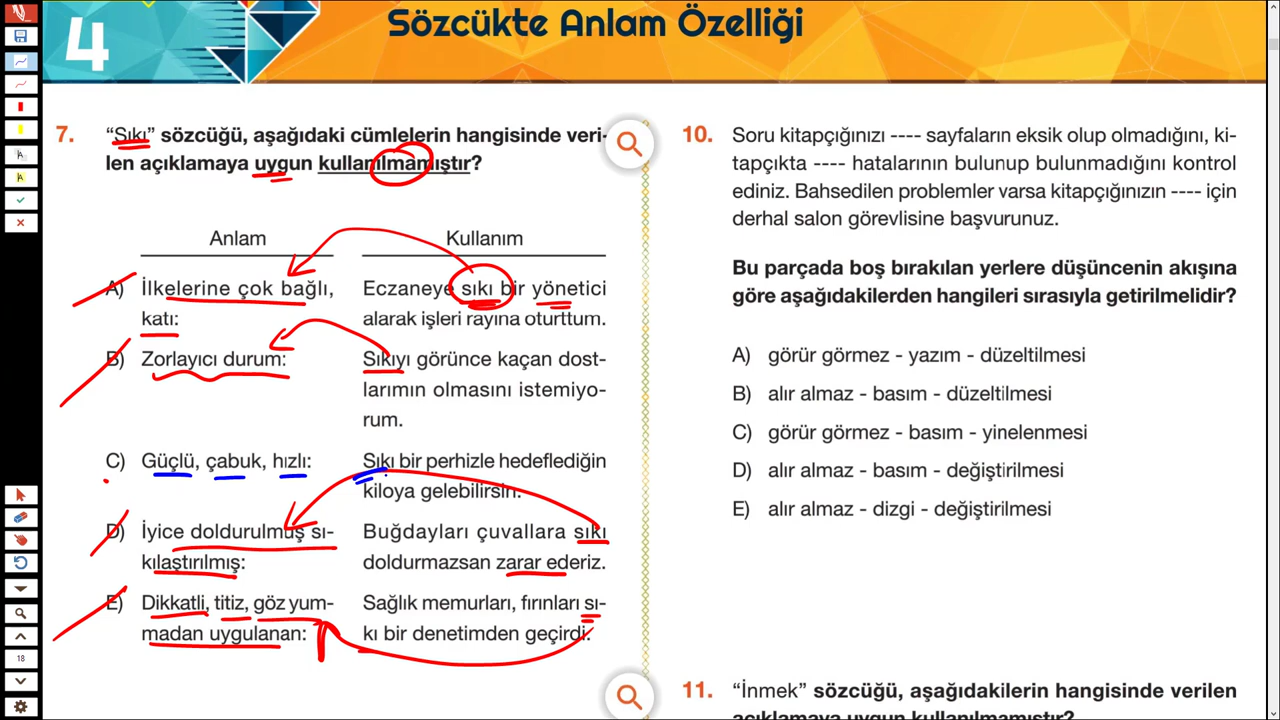 4
Sözcükte Anlam Özelliği
7. “Sıkı” sözcüğü, aşağıdaki cümlelerin hangisinde veri-
len açıklamaya uygun kullanılmamıştır?
Anlam Kullanım
A) İlkelerine çok bağlı, Eczaneye sıkı bir yönetici
katı: alarak işleri rayına oturttum.
B) Zorlayıcı durum: Sıkıyı görünce kaçan dost-
larımın olmasını istemiyo-
rum.
C) Güçlü, çabuk, hızlı: Sıkı bir perhizle hedeflediğin
kiloya gelebilirsin.
D) İyice doldurulmuş sı- Buğdayları çuvallara sıkı
kılaştırılmış: doldurmazsan zarar ederiz.
E) Dikkatli, titiz, göz yum- Sağlık memurları, fırınları sı-
madan uygulanan: kı bir denetimden geçirdi.
10. Soru kitapçığınızı ---- sayfaların eksik olup olmadığını, ki-
tapçıkta ---- hatalarının bulunup bulunmadığını kontrol
ediniz. Bahsedilen problemler varsa kitapçığınızın ---- için
derhal salon görevlisine başvurunuz.
Bu parçada boş bırakılan yerlere düşüncenin akışına
göre aşağıdakilerden hangileri sırasıyla getirilmelidir?
A) görür görmez - yazım - düzeltilmesi
B) alır almaz - basım - düzeltilmesi
C) görür görmez - basım - yinelenmesi
D) alır almaz - basım - değiştirilmesi
E) alır almaz - dizgi - değiştirilmesi
11. “İnmek” sözcüğü, aşağıdakilerin hangisinde verilen
açıklamaya uygun kullanılmamıştır?
18